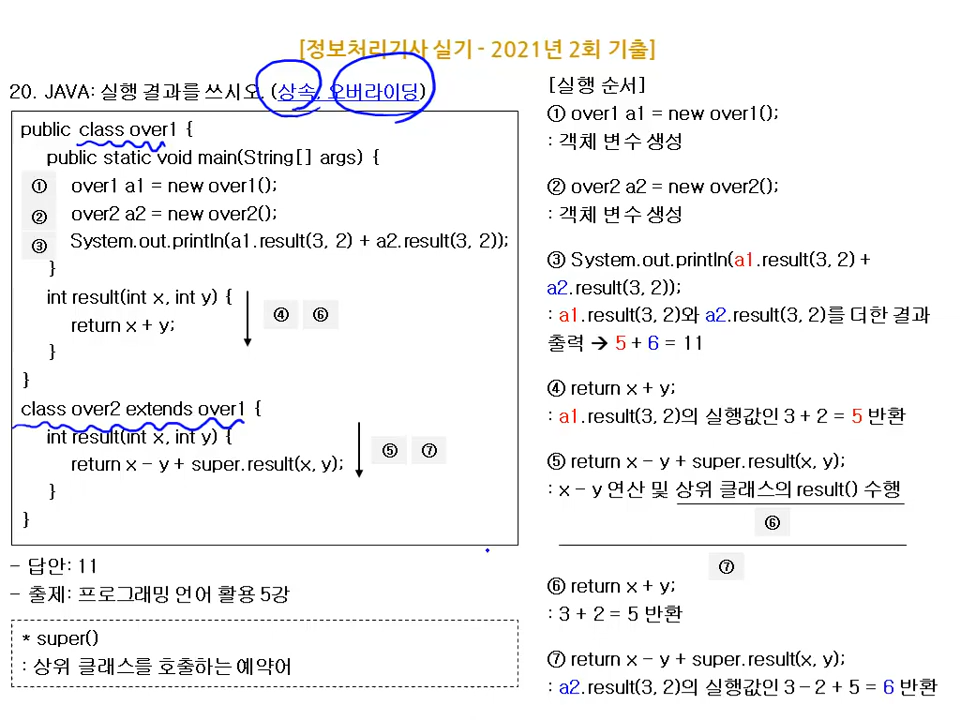 [정보처리기사 실기 - 2021년 2회 기출]
20. JAVA: 실행 결과를 쓰시오. (상속, 오버라이딩)
public class over1 {
public static void main(String[] args) {
① over1 a1 = new over1();
② over2 a2 = new over2();
③ System.out.println(a1.result(3, 2) + a2.result(3, 2));
}
int result(int x, int y) {
④ ⑥
return x + y;
}
}
class over2 extends over1 {
int result(int x, int y) {
⑤ ⑦
return x – y + super.result(x, y);
}
}
– 답안: 11
– 출제: 프로그래밍 언어 활용 5강
* super()
: 상위 클래스를 호출하는 예약어
[실행 순서]
① over1 a1 = new over1();
: 객체 변수 생성
② over2 a2 = new over2();
: 객체 변수 생성
③ System.out.println(a1.result(3, 2) +
a2.result(3, 2));
: a1.result(3, 2)와 a2.result(3, 2)를 더한 결과
출력 → 5 + 6 = 11
④ return x + y;
: a1.result(3, 2)의 실행값인 3 + 2 = 5 반환
⑤ return x – y + super.result(x, y);
: x – y 연산 및 상위 클래스의 result() 수행
⑥
⑦
⑥ return x + y;
: 3 + 2 = 5 반환
⑦ return x – y + super.result(x, y);
: a2.result(3, 2)의 실행값인 3 – 2 + 5 = 6 반환